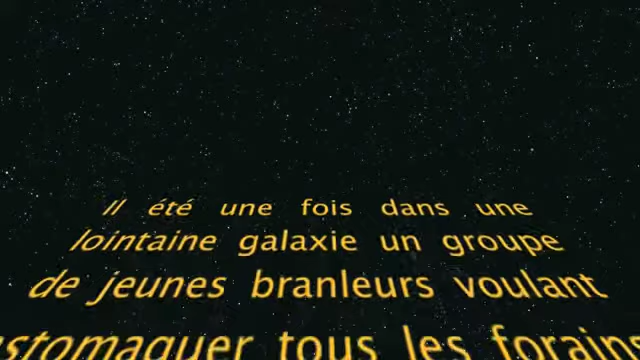 Il été une fois dans une
lointaine galaxie un groupe
de jeunes branleurs voulant
tous les forains